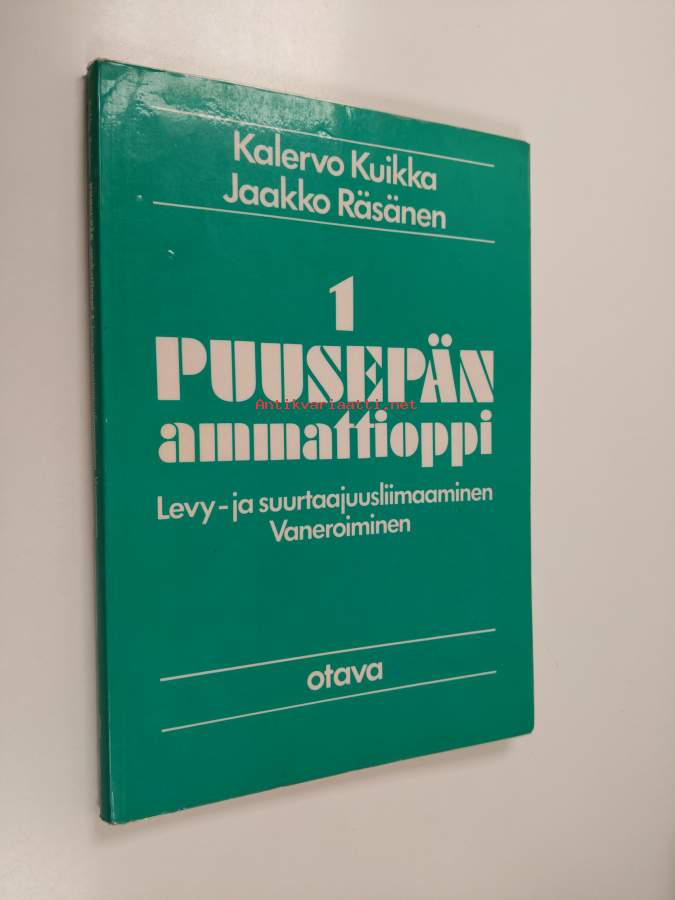 Kalervo Kuikka
Jaakko Räsänen
1
PUUSEPÄN
Antikvariaatti.net
ammattioppi
Levy-ja suurtaajuusliimaaminen
Vaneroiminen
otava